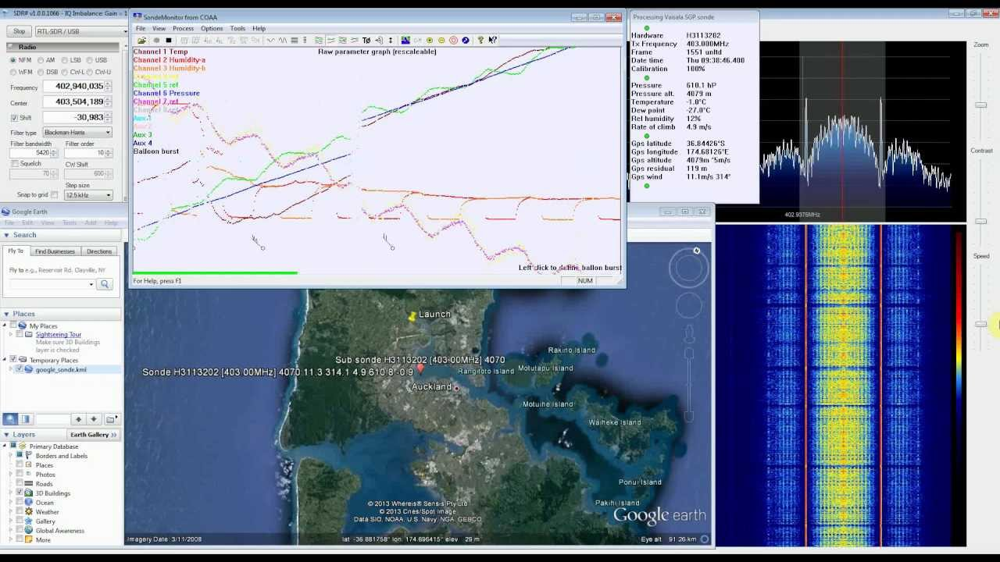 SDR# v1.0.0.1066 - IQ Imbalance: Gain = 1
Stop
RTL-SDR / USB
Radio
NFM AM LSB USB
WFM DSB CW-L CW-U
Frequency 402,940,035
Center 403,504,189
Shift -30,983
Filter type Blackman-Harris
Filter bandwidth Filter order
5420 10
Squelch CW Shift
70 600
Step size
Snap to grid 12.5 kHz
SondeMonitor from COAA
File View Process Options Tools Help
Raw parameter graph (rescaleable)
Channel 1 Temp
Channel 2 Humidity-a
Channel 3 Humidity-b
Channel 5 ref
Channel 6 Pressure
Channel 7 ref
Channel 8
Aux 1
Aux 2
Aux 3
Aux 4
Balloon burst
Left click to define ballon burst
For Help, press F1
NUM
Processing Vaisala SGP sonde
Hardware H3113202
Tx Frequency 403.000MHz
Frame 1551 untld
Date time Thu 09:38:46.400
Calibration 100%
Pressure 610.1 hP
Pressure alt. 4079 m
Temperature -1.0°C
Dew point -27.0°C
Rel humidity 12%
Rate of climb 4.9 m/s
Gps latitude 36.84426°S
Gps longitude 174.68126°E
Gps altitude 4079m ^5m/s
Gps residual 119 m
Gps wind 11.1m/s 314°
402.9376MHz
Zoom
Contrast
Speed
Google Earth
File Edit View Tools Add Help
Search
Fly To Find Businesses Directions
Fly to e.g., Reservoir Rd, Clayville, NY
Places
My Places
Sightseeing Tour
Make sure 3D Buildings
layer is checked
Temporary Places
google_sonde.kml
Layers
Earth Gallery »
Primary Database
Borders and Labels
Places
Photos
Roads
3D Buildings
Ocean
Weather
Gallery
Global Awareness
More
Launch
Rakino Island
Sub sonde H3113202 [403-00MHz] 4070
Motutapu Island
Sonde H3113202 [403.00MHz] 4070 11.3 314.1 4.9 610.8 -0.9
Rangitoto Island
Auckland
Motuihe Island
Waiheke Island
Ponui Island
Pakihi Island
© 2013 Whereis® Sensis Pty Ltd
© 2013 Cnes/Spot Image
Data SIO, NOAA, U.S. Navy, NGA, GEBCO
Google earth
Imagery Date: 3/11/2008
lat -36.881758° lon 174.696415° elev 29 m
Eye alt 91.26 km